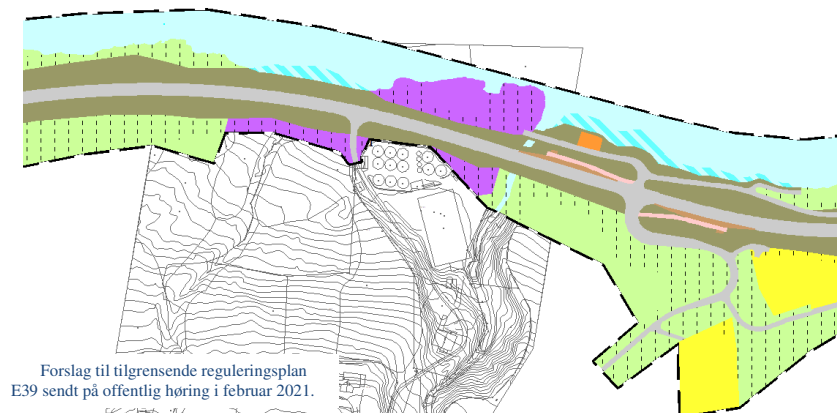 Forslag til tilgrensende reguleringsplan
E39 sendt på offentlig høring i februar 2021.